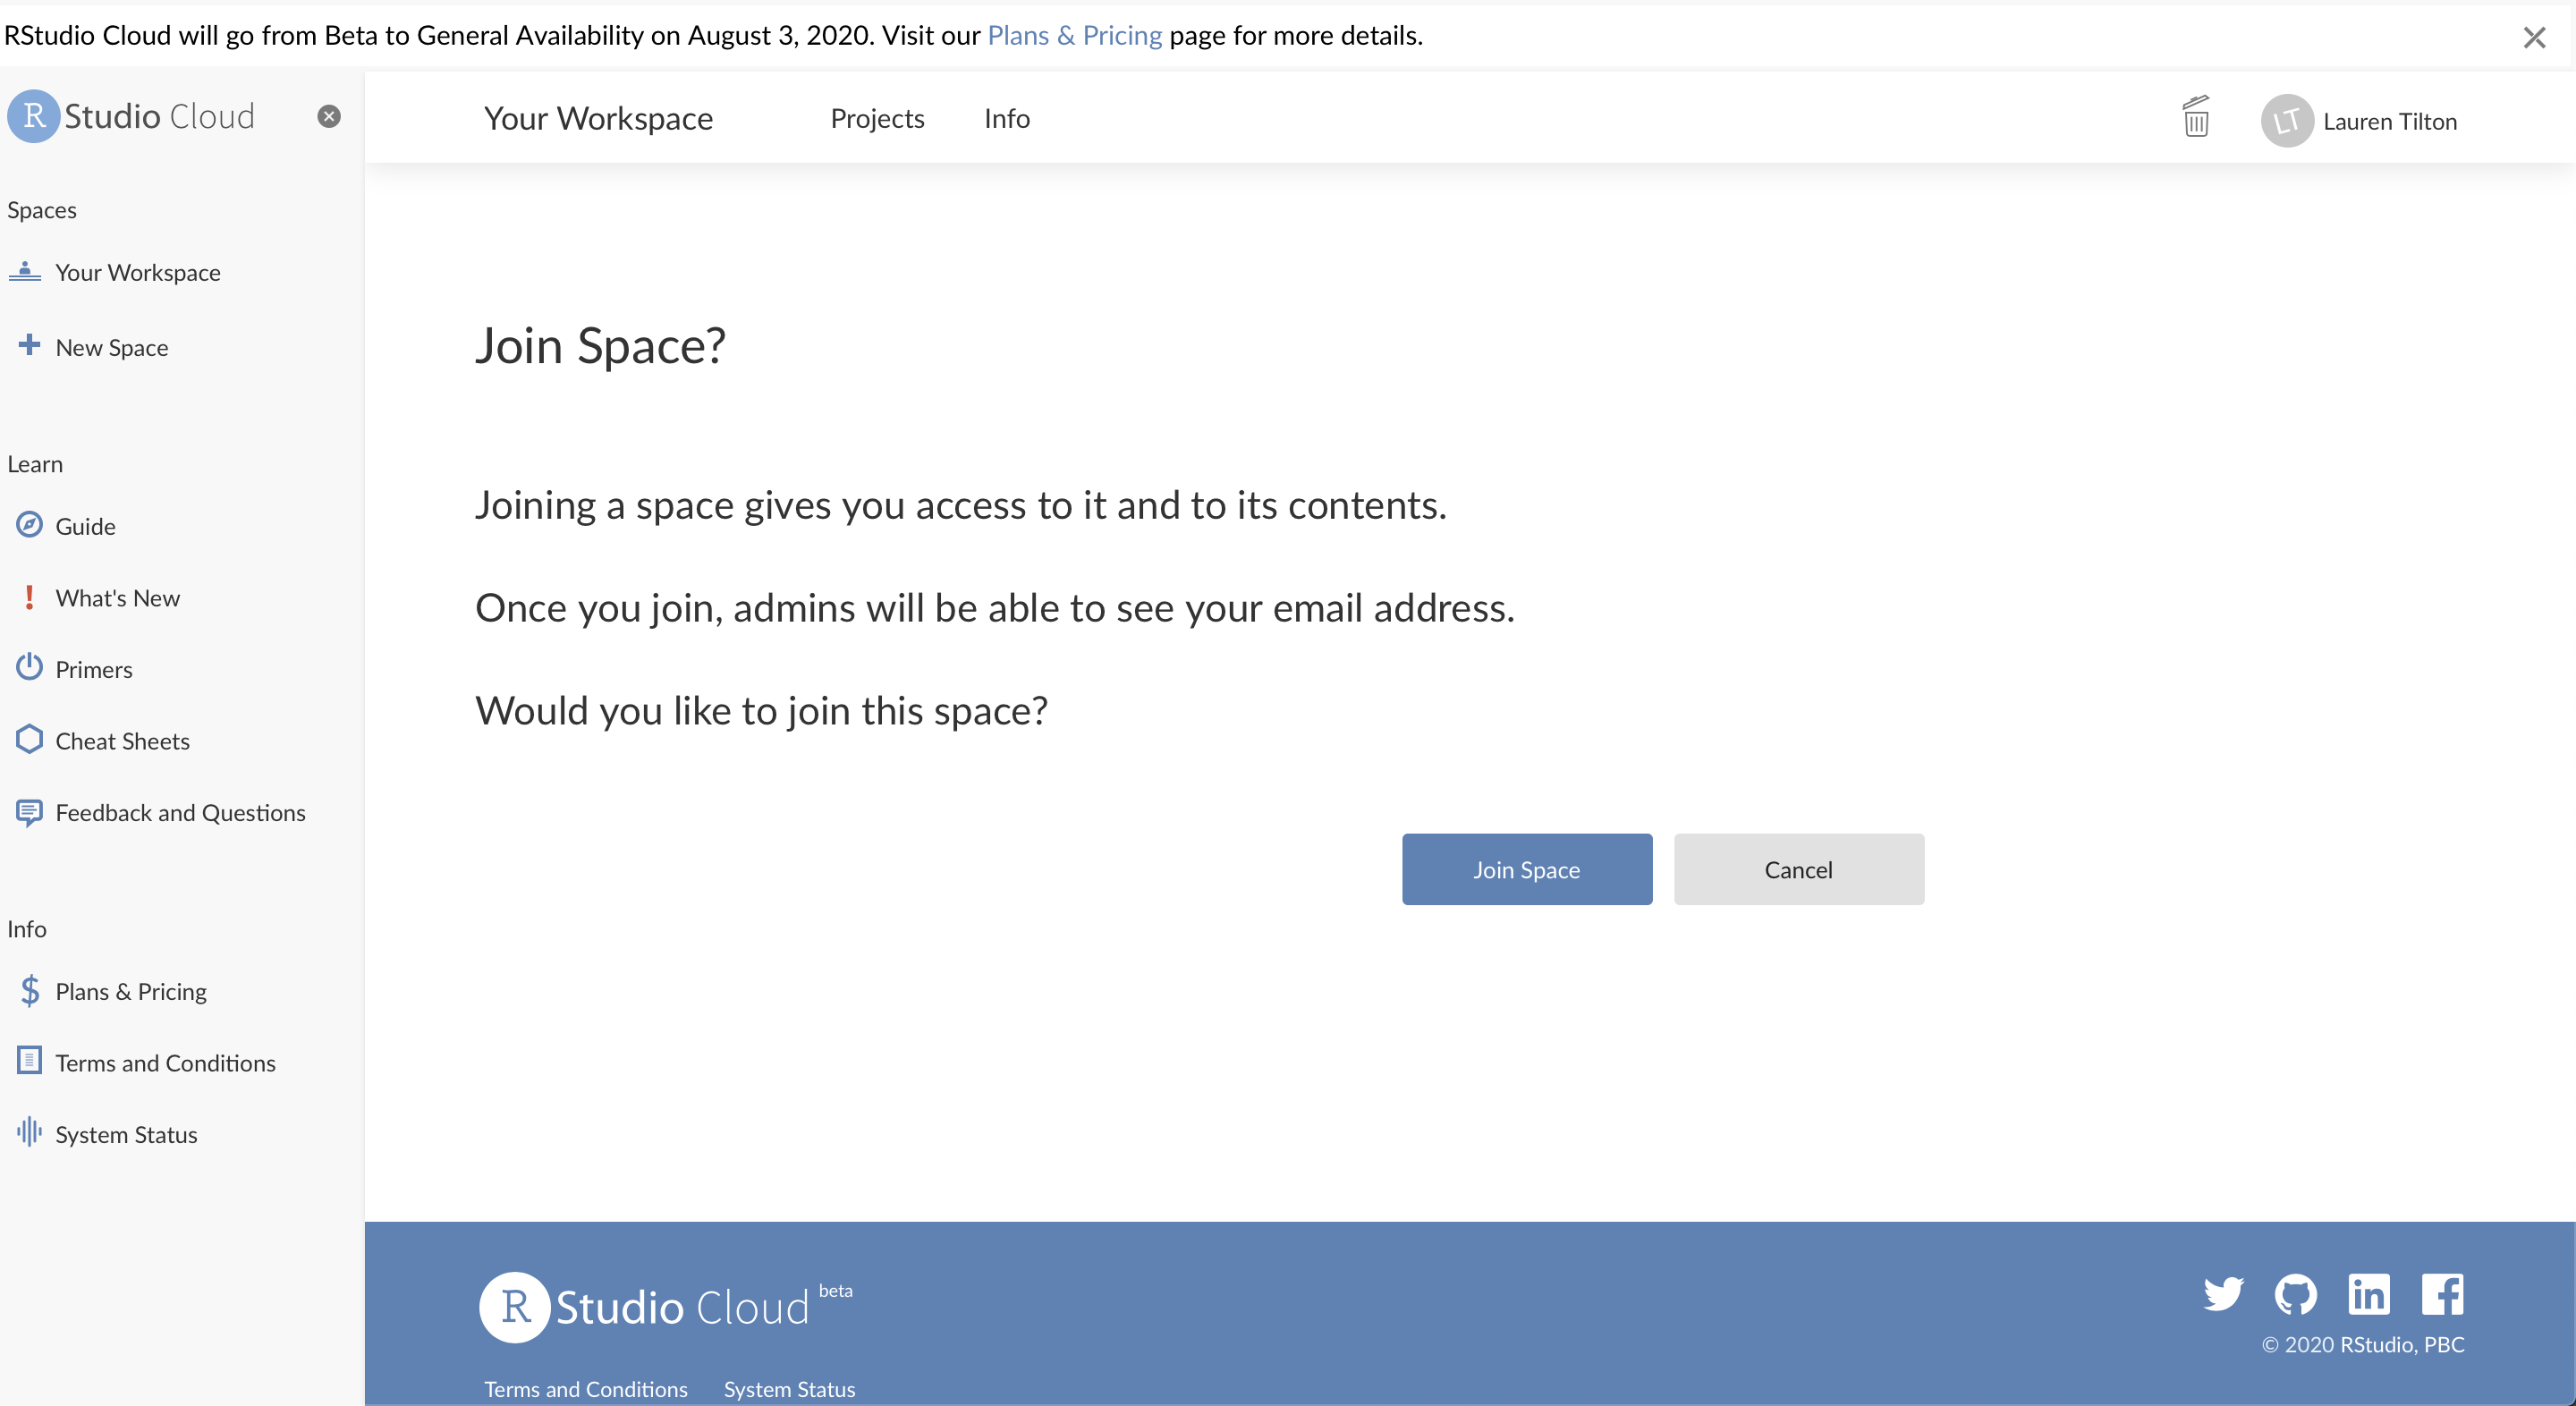 RStudio Cloud will go from Beta to General Availability on August 3, 2020. Visit our Plans & Pricing page for more details.
R Studio Cloud
Spaces
Your Workspace
New Space
Learn
Guide
What's New
Primers
Cheat Sheets
Feedback and Questions
Info
Plans & Pricing
Terms and Conditions
System Status
Your Workspace Projects Info LT Lauren Tilton
Join Space?
Joining a space gives you access to it and to its contents.
Once you join, admins will be able to see your email address.
Would you like to join this space?
Join Space Cancel
R Studio Cloud beta
© 2020 RStudio, PBC
Terms and Conditions System Status